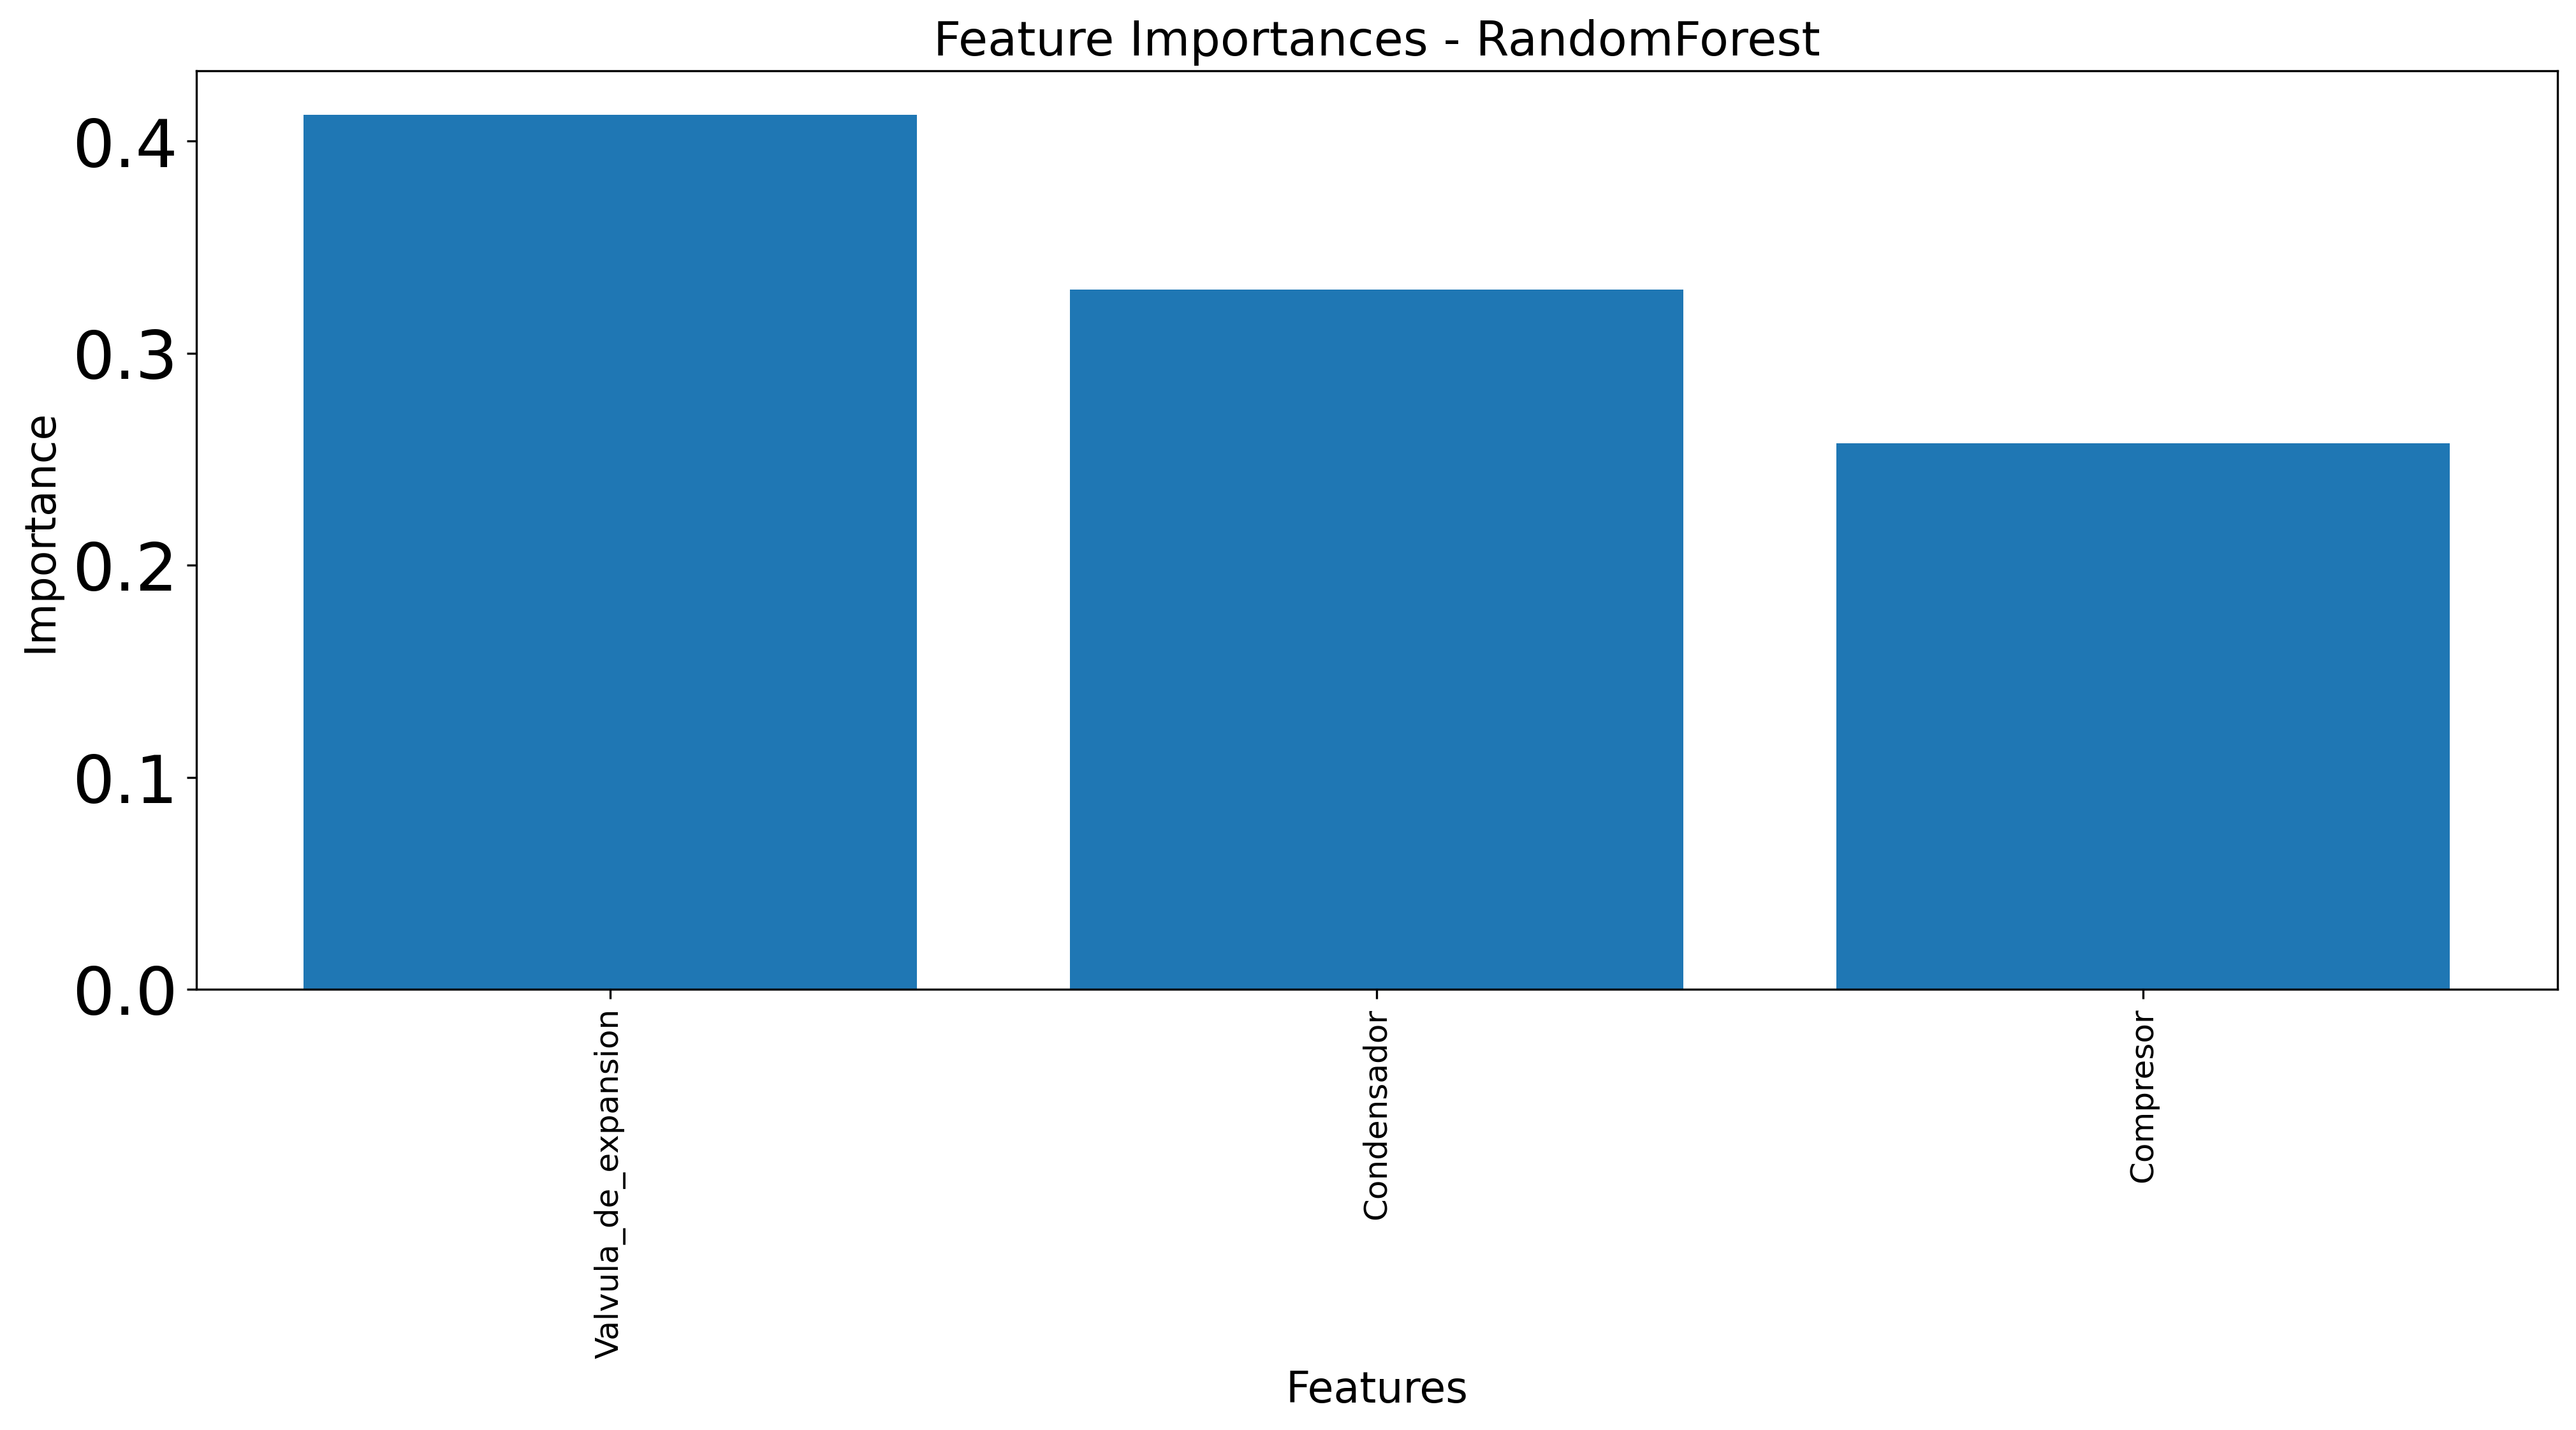 Feature Importances - RandomForest
Importance
0.4
0.3
0.2
0.1
0.0
Valvula_de_expansion
Condensador
Compresor
Features